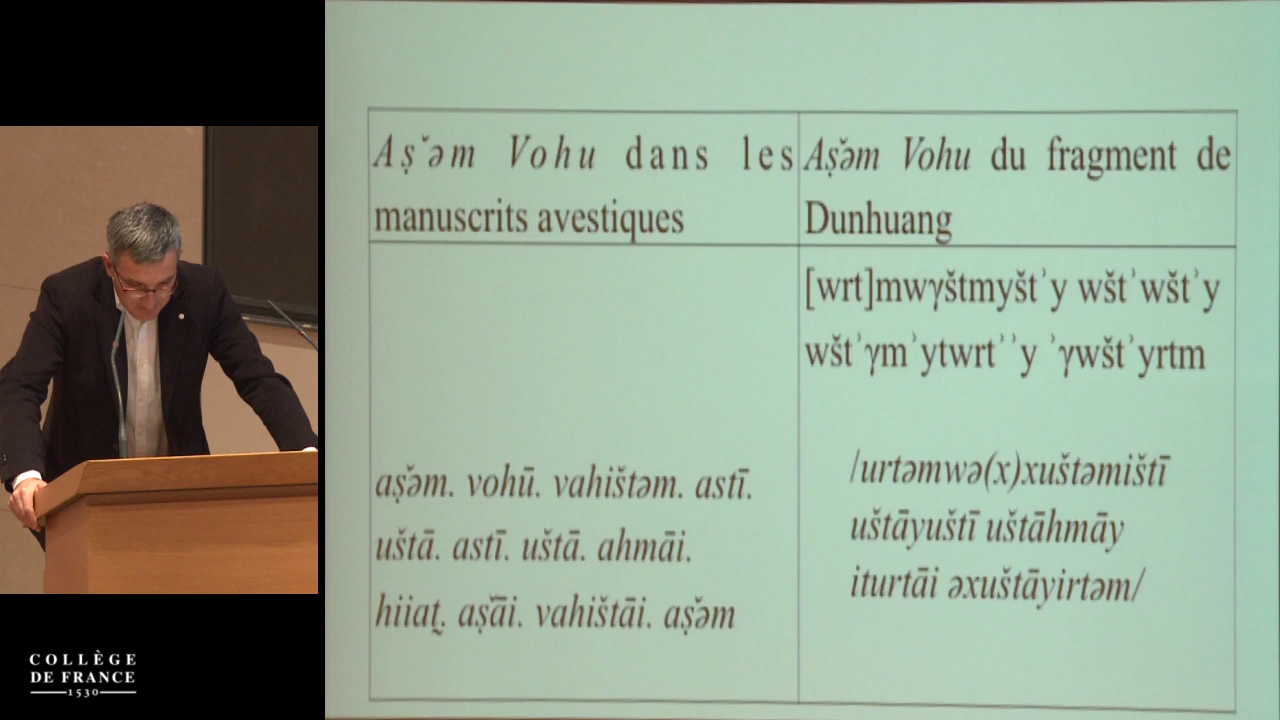 Aṣ̌əm Vohu dans les
manuscrits avestiques
aṣ̌əm. vohū. vahištəm. astī.
uštā. astī. uštā. ahmāi.
hiiat̰. aṣ̌āi. vahištāi. aṣ̌əm
Aṣ̌əm Vohu du fragment de
Dunhuang
[wrt]mwγštmyštʾy wštʾwštʾy
wštʾγmʾytwrtʾʾy ʾγwštʾyrtm
/urtəmwə(x)xuštəmištī
uštāyuštī uštāhmāy
iturtāi əxuštāyirtəm/
COLLÈGE
DE FRANCE
1530